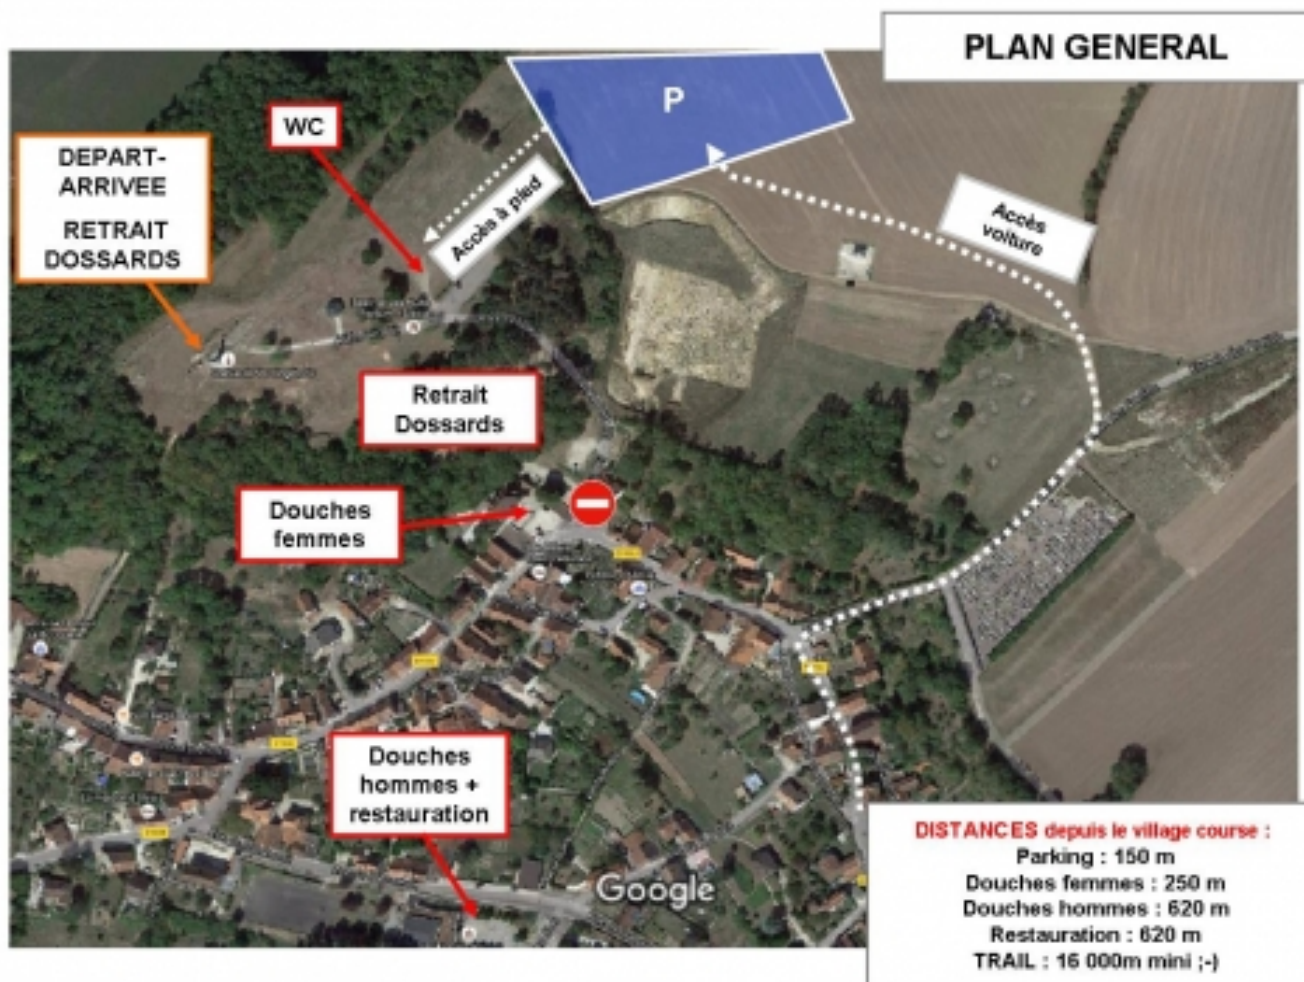 PLAN GENERAL
P
WC
DEPART-
ARRIVEE
RETRAIT
DOSSARDS
Accès à pied
Accès
voiture
Retrait
Dossards
Douches
femmes
Douches
hommes +
restauration
Google
DISTANCES depuis le village course :
Parking : 150 m
Douches femmes : 250 m
Douches hommes : 620 m
Restauration : 620 m
TRAIL : 16 000m mini ;-)